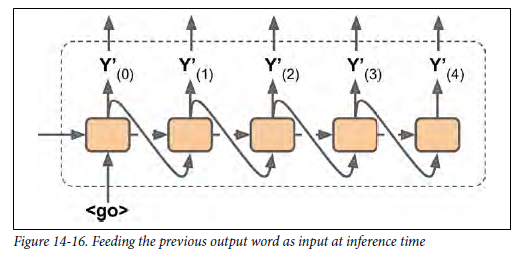 Y'(0) Y'(1) Y'(2) Y'(3) Y'(4)
<go>
Figure 14-16. Feeding the previous output word as input at inference time